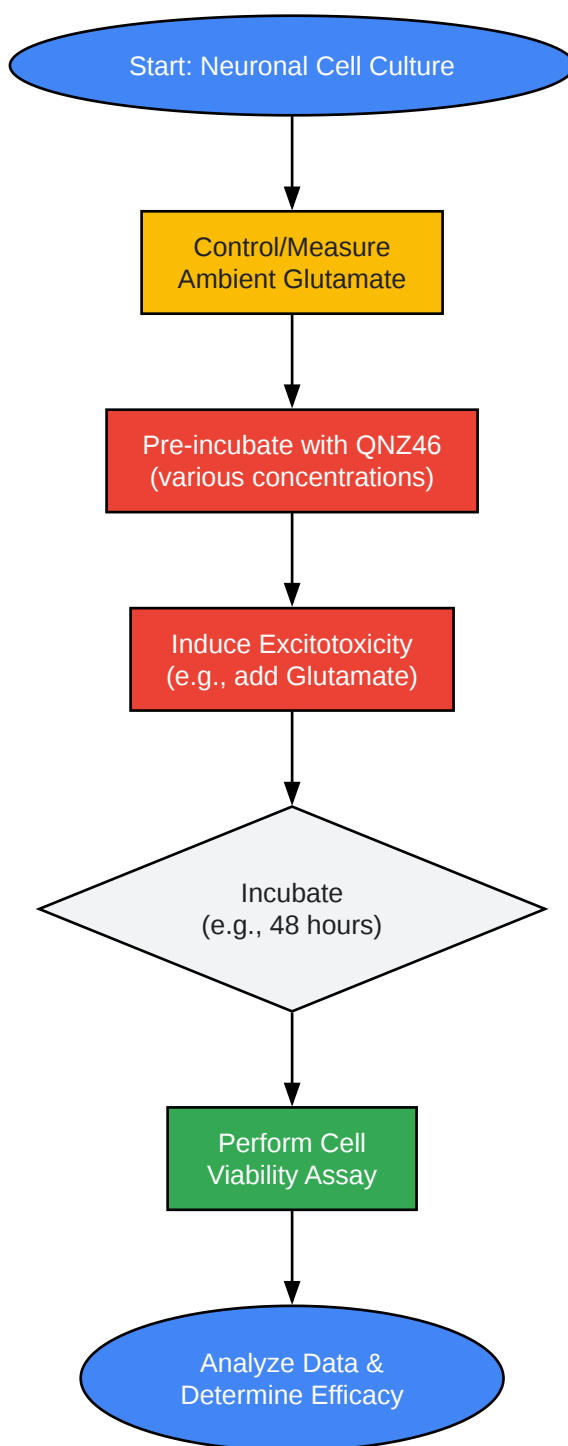 Start: Neuronal Cell Culture
Control/Measure
Ambient Glutamate
Pre-incubate with QNZ46
(various concentrations)
Induce Excitotoxicity
(e.g., add Glutamate)
Incubate
(e.g., 48 hours)
Perform Cell
Viability Assay
Analyze Data &
Determine Efficacy